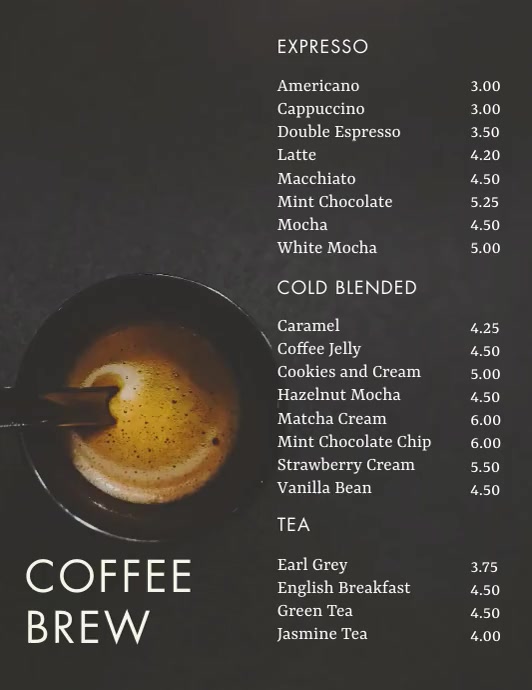 EXPRESSO
Americano 3.00
Cappuccino 3.00
Double Espresso 3.50
Latte 4.20
Macchiato 4.50
Mint Chocolate 5.25
Mocha 4.50
White Mocha 5.00
COLD BLENDED
Caramel 4.25
Coffee Jelly 4.50
Cookies and Cream 5.00
Hazelnut Mocha 4.50
Matcha Cream 6.00
Mint Chocolate Chip 6.00
Strawberry Cream 5.50
Vanilla Bean 4.50
TEA
Earl Grey 3.75
English Breakfast 4.50
Green Tea 4.50
Jasmine Tea 4.00
COFFEE
BREW